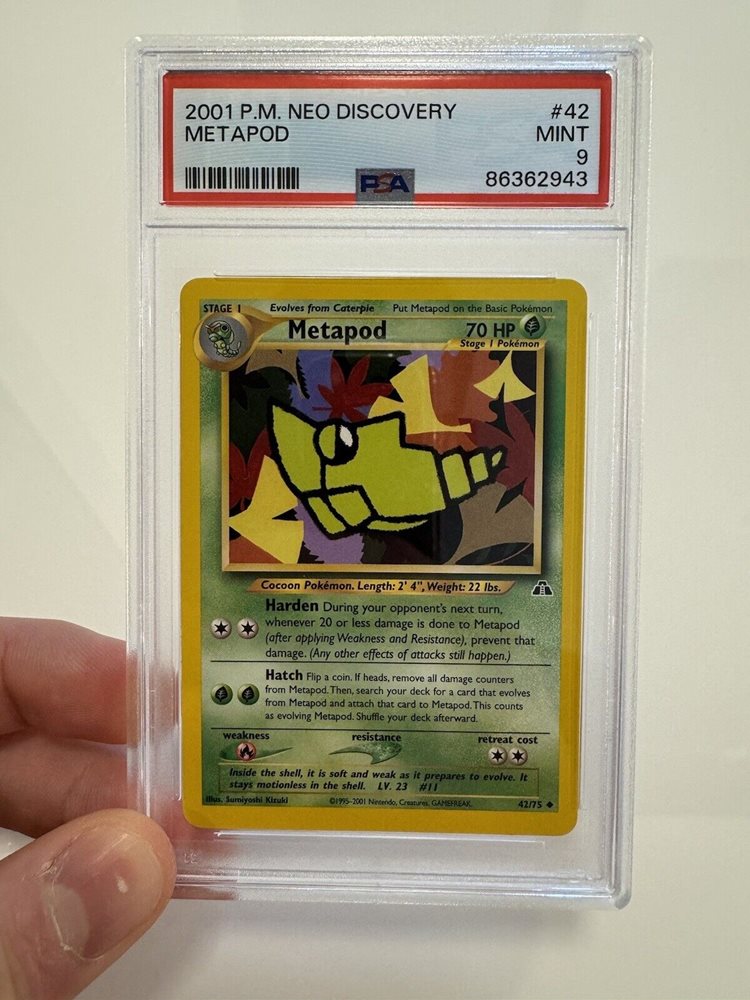 2001 P.M. NEO DISCOVERY #42
METAPOD MINT
9
PSA 86362943
STAGE 1 Evolves from Caterpie Put Metapod on the Basic Pokémon
Metapod 70 HP
Stage 1 Pokémon
Cocoon Pokémon. Length: 2' 4", Weight: 22 lbs.
Harden During your opponent's next turn,
whenever 20 or less damage is done to Metapod
(after applying Weakness and Resistance), prevent that
damage. (Any other effects of attacks still happen.)
Hatch Flip a coin. If heads, remove all damage counters
from Metapod. Then, search your deck for a card that evolves
from Metapod and attach that card to Metapod. This counts
as evolving Metapod. Shuffle your deck afterward.
weakness resistance retreat cost
Inside the shell, it is soft and weak as it prepares to evolve. It
stays motionless in the shell. LV. 23 #11
Illus. Sumiyoshi Kizuki ©1995–2001 Nintendo, Creatures, GAMEFREAK. 42/75